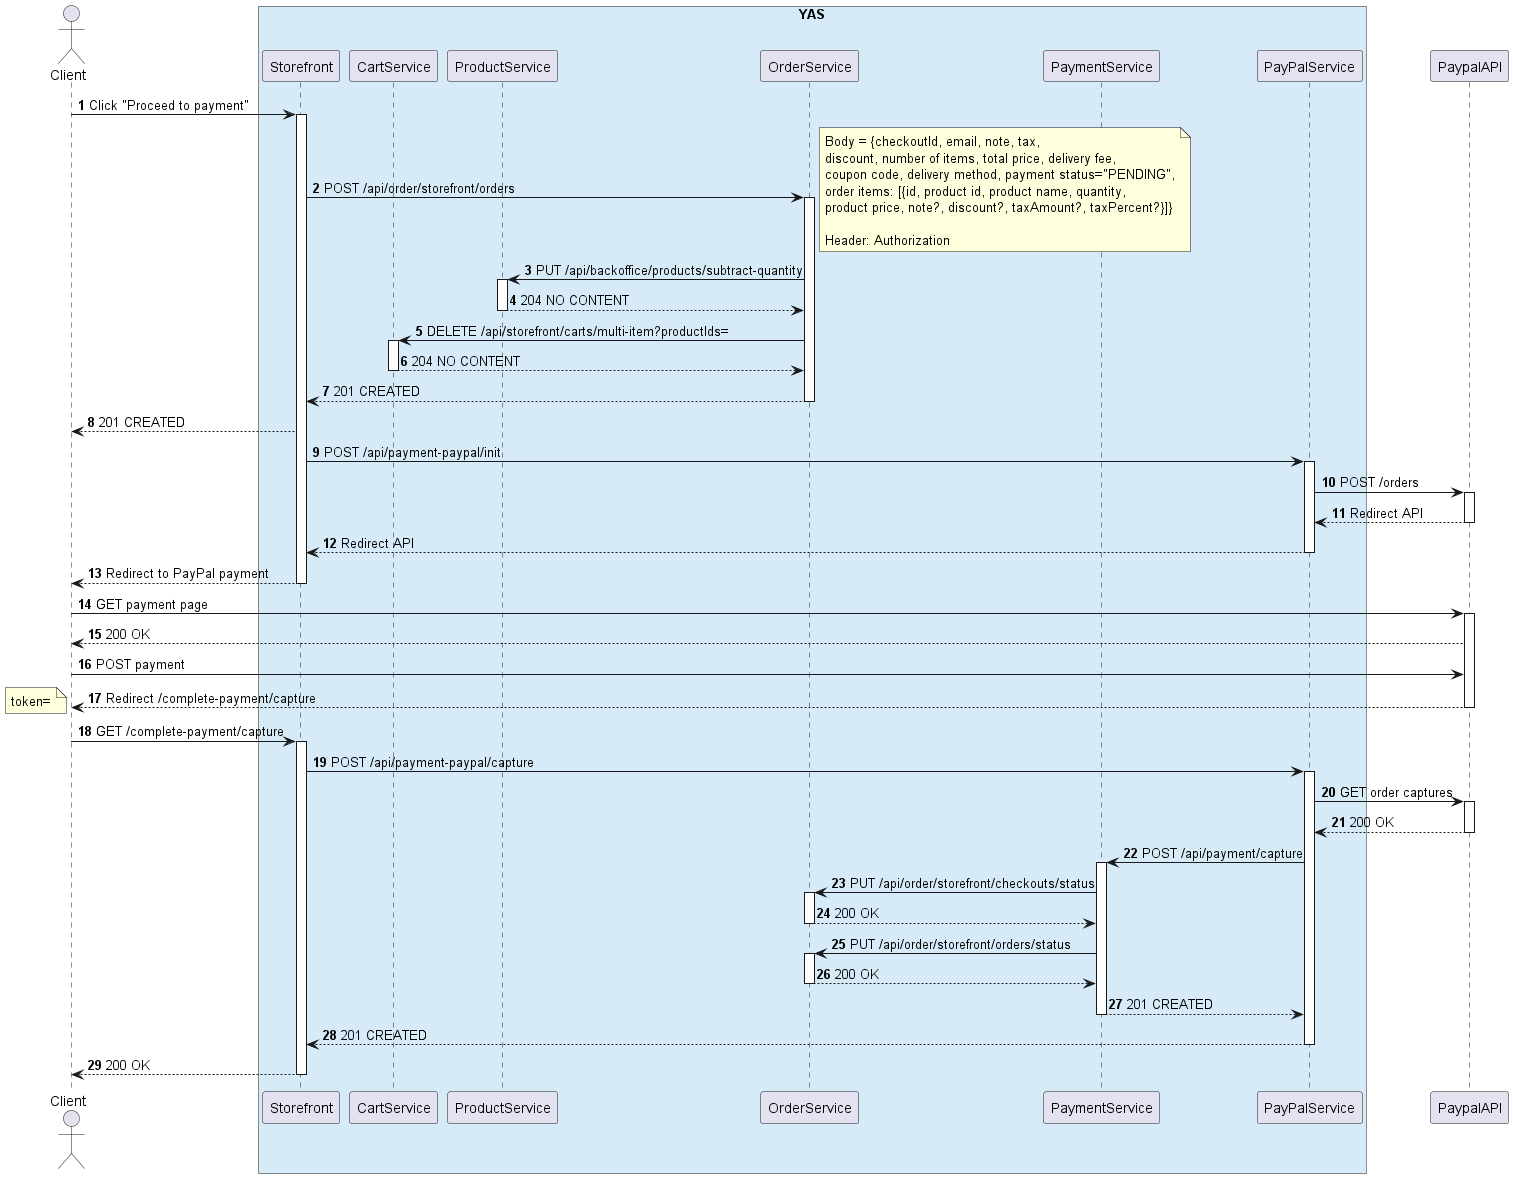 YAS
Client
Storefront
CartService
ProductService
OrderService
PaymentService
PayPalService
PaypalAPI
1 Click "Proceed to payment"
Body = {checkoutId, email, note, tax,
discount, number of items, total price, delivery fee,
coupon code, delivery method, payment status="PENDING",
order items: [{id, product id, product name, quantity,
product price, note?, discount?, taxAmount?, taxPercent?}]}
Header: Authorization
2 POST /api/order/storefront/orders
3 PUT /api/backoffice/products/subtract-quantity
4 204 NO CONTENT
5 DELETE /api/storefront/carts/multi-item?productIds=
6 204 NO CONTENT
7 201 CREATED
8 201 CREATED
9 POST /api/payment-paypal/init
10 POST /orders
11 Redirect API
12 Redirect API
13 Redirect to PayPal payment
14 GET payment page
15 200 OK
16 POST payment
17 Redirect /complete-payment/capture
token=
18 GET /complete-payment/capture
19 POST /api/payment-paypal/capture
20 GET order captures
21 200 OK
22 POST /api/payment/capture
23 PUT /api/order/storefront/checkouts/status
24 200 OK
25 PUT /api/order/storefront/orders/status
26 200 OK
27 201 CREATED
28 201 CREATED
29 200 OK
Client
Storefront
CartService
ProductService
OrderService
PaymentService
PayPalService
PaypalAPI